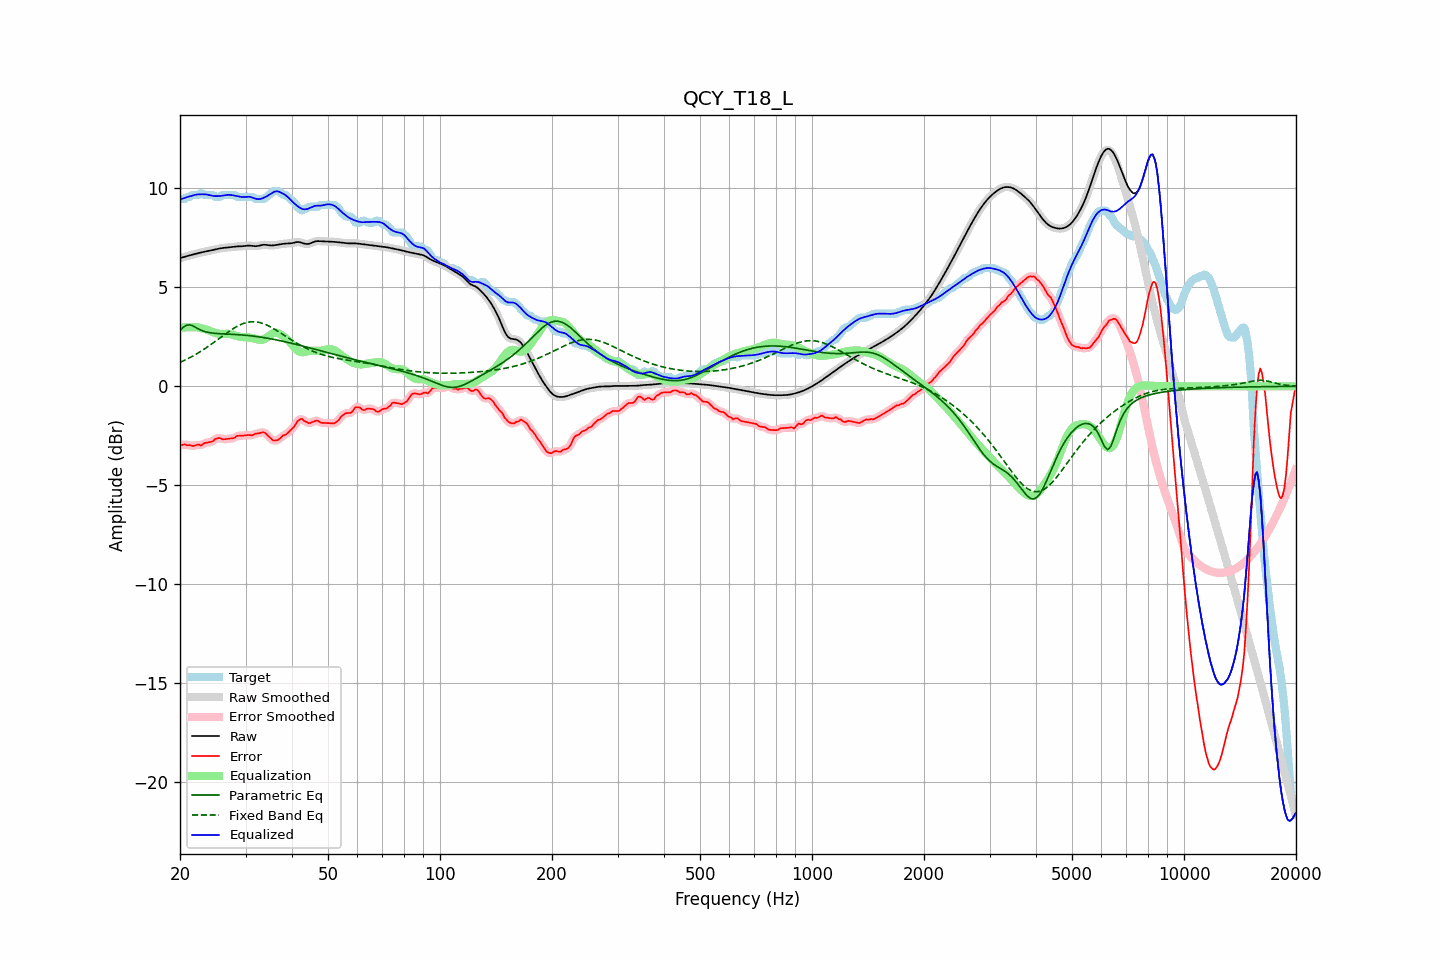 QCY_T18_L
Amplitude (dBr)
10
5
0
−5
−10
−15
−20
Target
Raw Smoothed
Error Smoothed
Raw
Error
Equalization
Parametric Eq
Fixed Band Eq
Equalized
20 50 100 200 500 1000 2000 5000 10000 20000
Frequency (Hz)